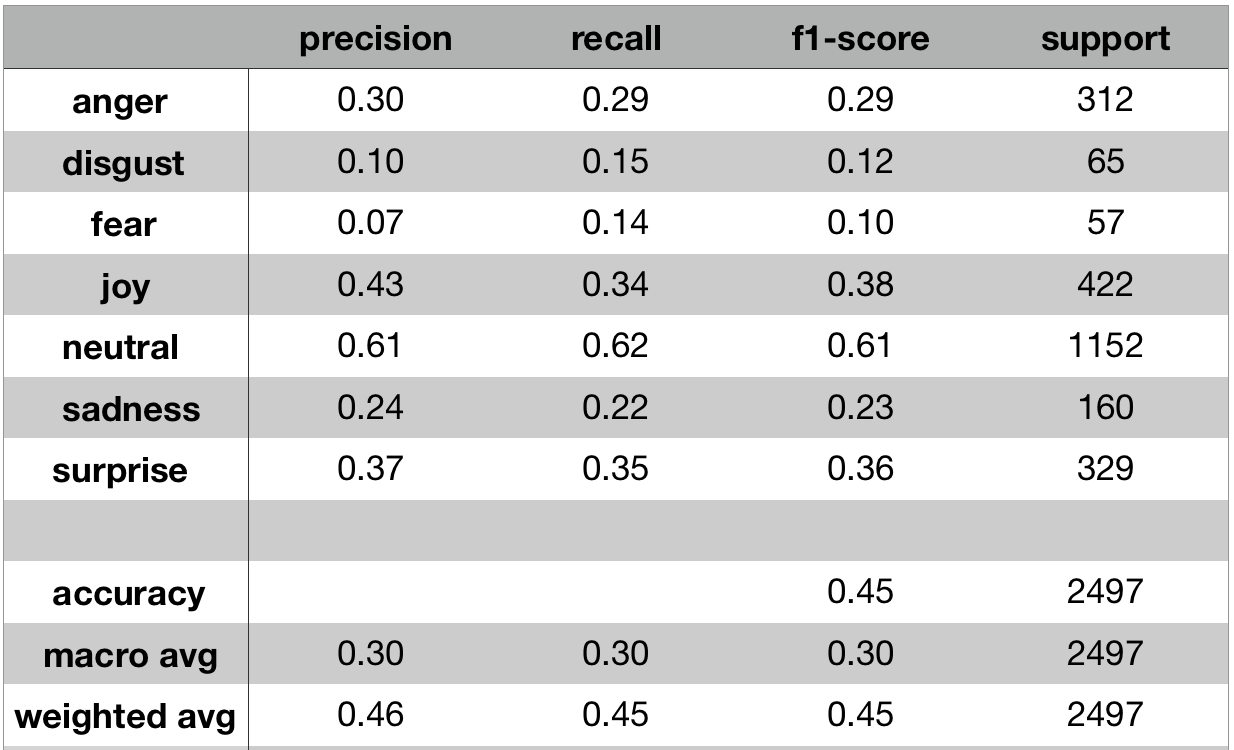 precision recall f1-score support
anger 0.30 0.29 0.29 312
disgust 0.10 0.15 0.12 65
fear 0.07 0.14 0.10 57
joy 0.43 0.34 0.38 422
neutral 0.61 0.62 0.61 1152
sadness 0.24 0.22 0.23 160
surprise 0.37 0.35 0.36 329
accuracy 0.45 2497
macro avg 0.30 0.30 0.30 2497
weighted avg 0.46 0.45 0.45 2497